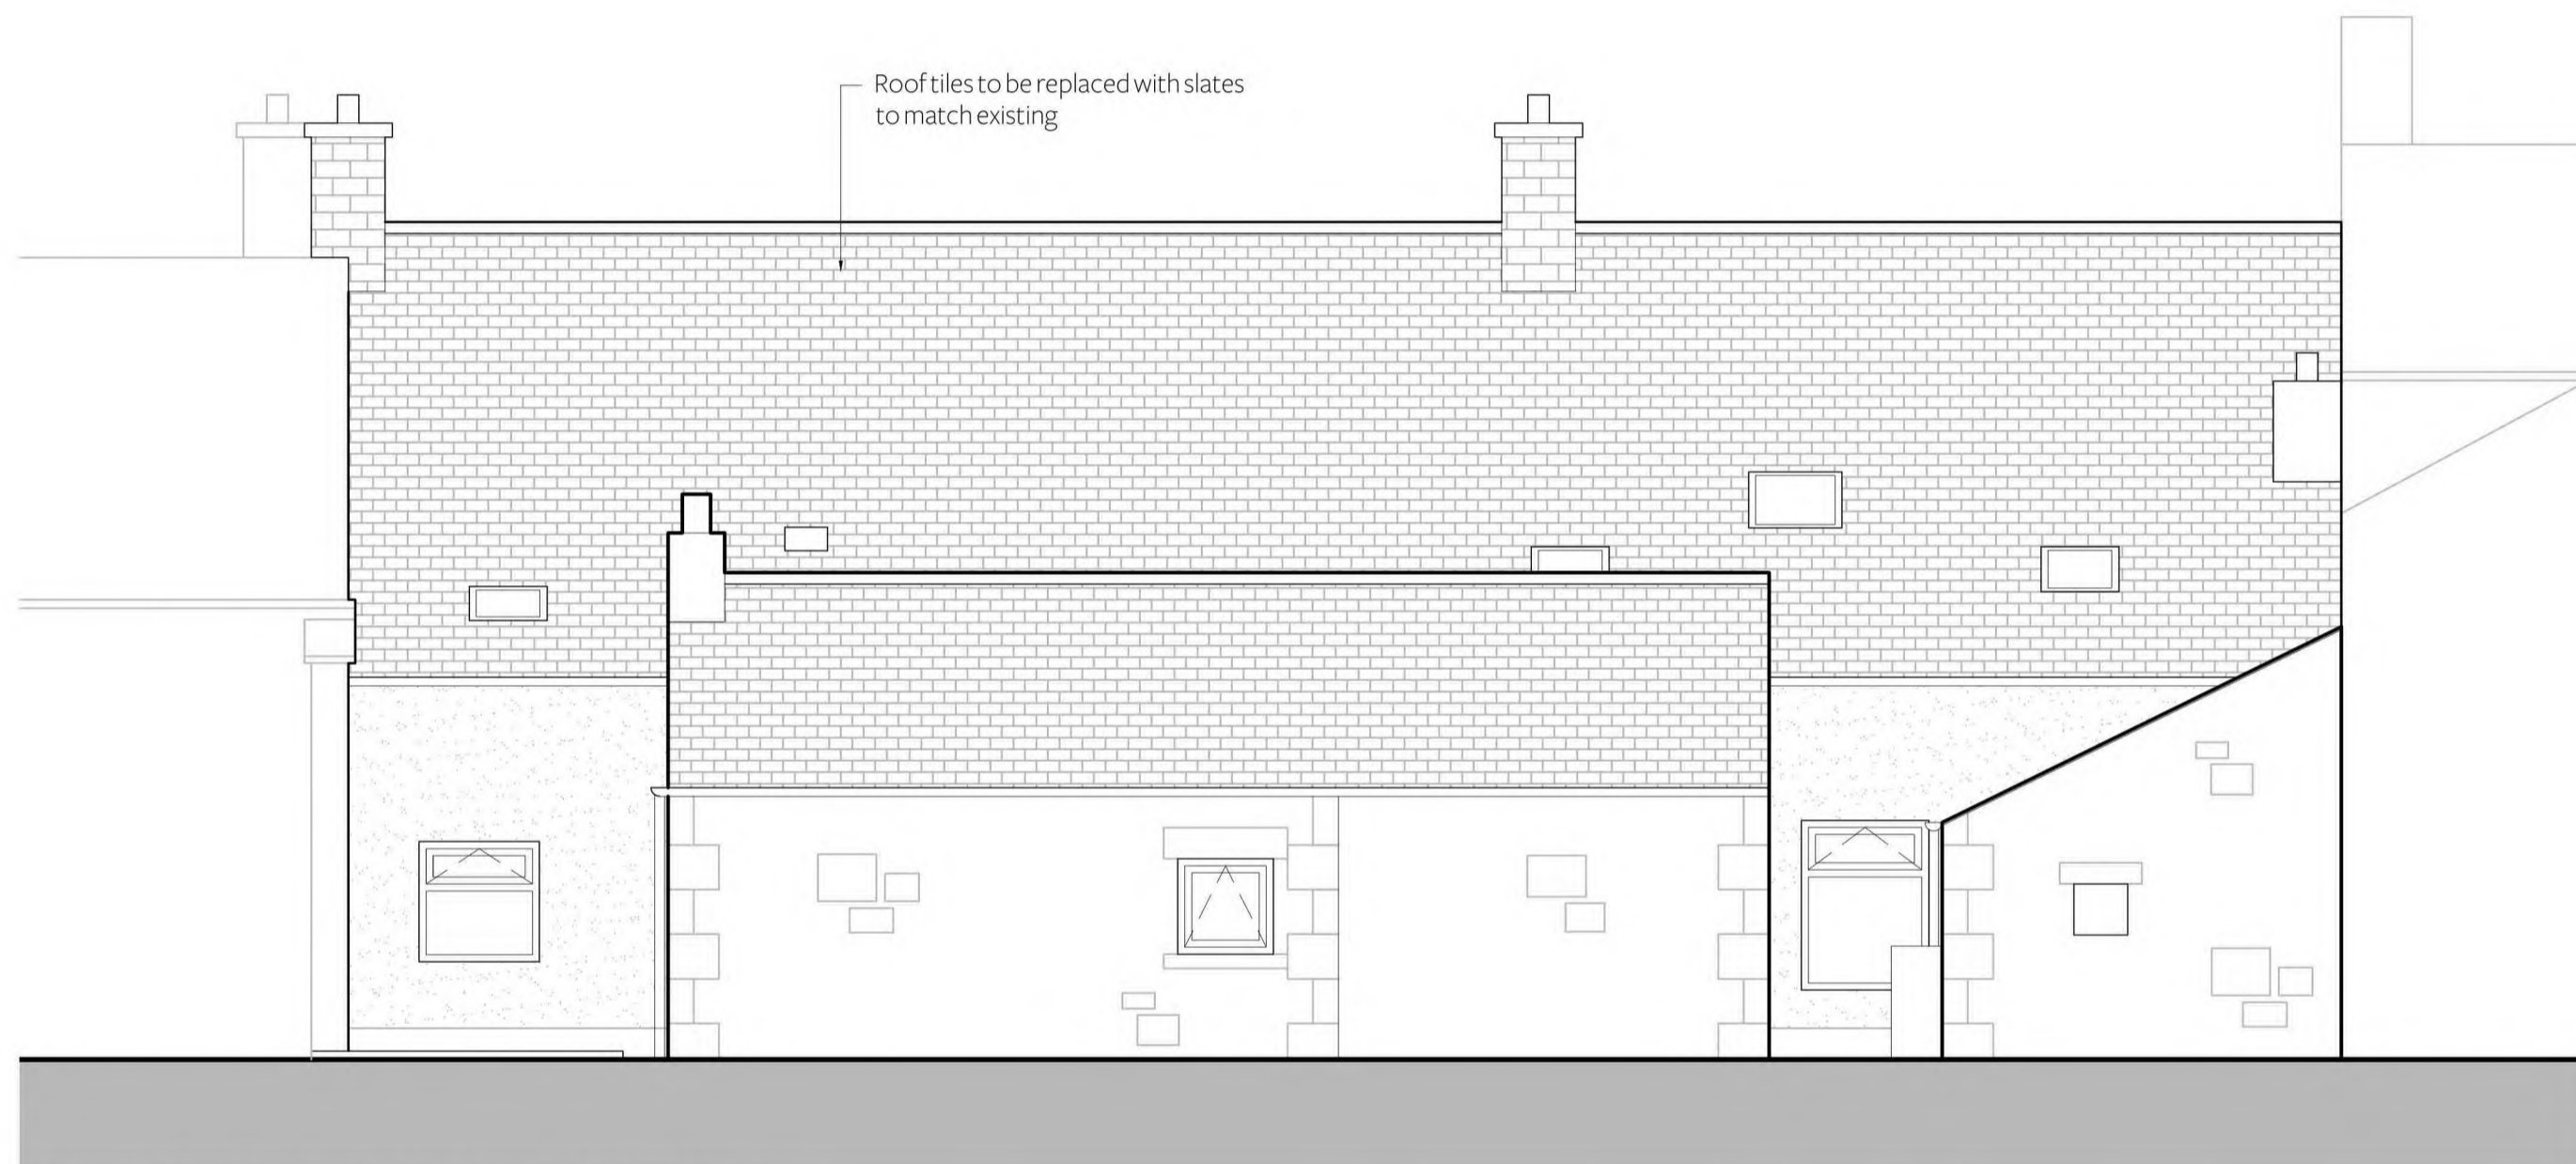 Roof tiles to be replaced with slates
to match existing